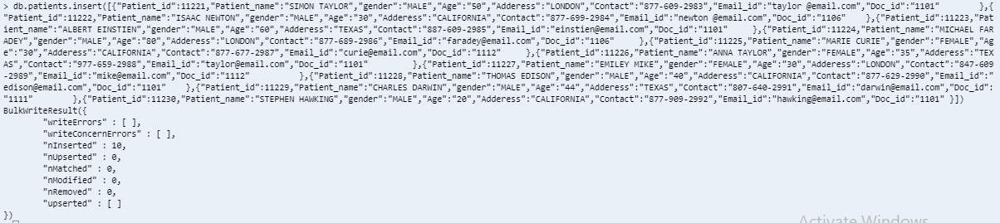 > db.patients.insert([{"Patient_id":11221,"Patient_name":"SIMON TAYLOR","gender":"MALE","Age":"50","Adderess":"LONDON","Contact":"877-609-2983","Email_id":"taylor @email.com","Doc_id":"1101" },{
"Patient_id":11222,"Patient_name":"ISAAC NEWTON","gender":"MALE","Age":"30","Adderess":"CALIFORNIA","Contact":"877-699-2984","Email_id":"newton @email.com","Doc_id":"1106" },{"Patient_id":11223,"Pat
ient_name":"ALBERT EINSTIEN","gender":"MALE","Age":"60","Adderess":"TEXAS","Contact":"887-609-2985","Email_id":"einstien@email.com","Doc_id":"1101" },{"Patient_id":11224,"Patient_name":"MICHAEL FAR
ADEY","gender":"MALE","Age":"80","Adderess":"LONDON","Contact":"877-689-2986","Email_id":"faradey@email.com","Doc_id":"1106" },{"Patient_id":11225,"Patient_name":"MARIE CURIE","gender":"FEMALE","Ag
e":"30","Adderess":"CALIFORNIA","Contact":"877-677-2987","Email_id":"curie@email.com","Doc_id":"1112" },{"Patient_id":11226,"Patient_name":"ANNA TAYLOR","gender":"FEMALE","Age":"35","Adderess":"TEX
AS","Contact":"977-659-2988","Email_id":"taylor@email.com","Doc_id":"1101" },{"Patient_id":11227,"Patient_name":"EMILEY MIKE","gender":"FEMALE","Age":"30","Adderess":"LONDON","Contact":"847-609
-2989","Email_id":"mike@email.com","Doc_id":"1112" },{"Patient_id":11228,"Patient_name":"THOMAS EDISON","gender":"MALE","Age":"40","Adderess":"CALIFORNIA","Contact":"877-629-2990","Email_id":"
edison@email.com","Doc_id":"1101" },{"Patient_id":11229,"Patient_name":"CHARLES DARWIN","gender":"MALE","Age":"44","Adderess":"TEXAS","Contact":"807-640-2991","Email_id":"darwin@email.com","Doc_id":
"1111" },{"Patient_id":11230,"Patient_name":"STEPHEN HAWKING","gender":"MALE","Age":"20","Adderess":"CALIFORNIA","Contact":"877-909-2992","Email_id":"hawking@email.com","Doc_id":"1101" }])
BulkWriteResult({
"writeErrors" : [ ],
"writeConcernErrors" : [ ],
"nInserted" : 10,
"nUpserted" : 0,
"nMatched" : 0,
"nModified" : 0,
"nRemoved" : 0,
"upserted" : [ ]
})
Activate Windows